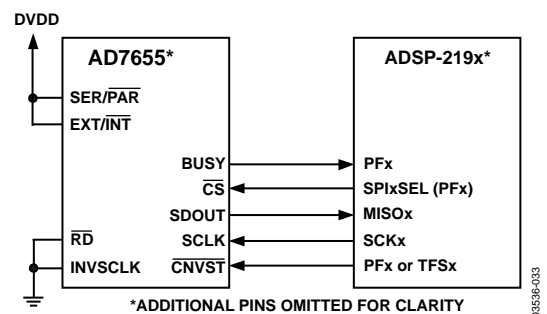 DVDD
AD7655*
ADSP-219x*
SER/PAR
EXT/INT
BUSY
PFx
CS
SPIxSEL (PFx)
SDOUT
MISOx
RD
SCLK
SCKx
INVSCLK
CNVST
PFx or TFSx
*ADDITIONAL PINS OMITTED FOR CLARITY
03536-033